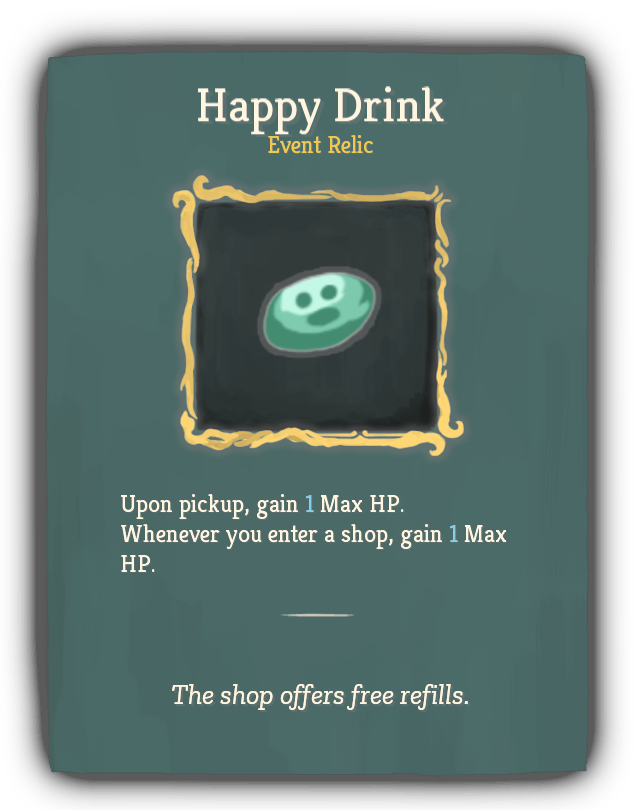 Happy Drink
Event Relic
Upon pickup, gain 1 Max HP.
Whenever you enter a shop, gain 1 Max
HP.
The shop offers free refills.